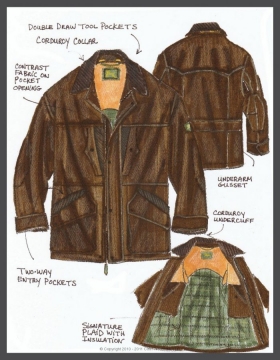 DOUBLE DRAW TOOL POCKETS
CORDUROY COLLAR
CONTRAST
FABRIC ON
POCKET
OPENING
UNDERARM
GUSSET
CORDUROY
UNDERCUFF
TWO-WAY
ENTRY POCKETS
SIGNATURE
PLAID WITH
INSULATION